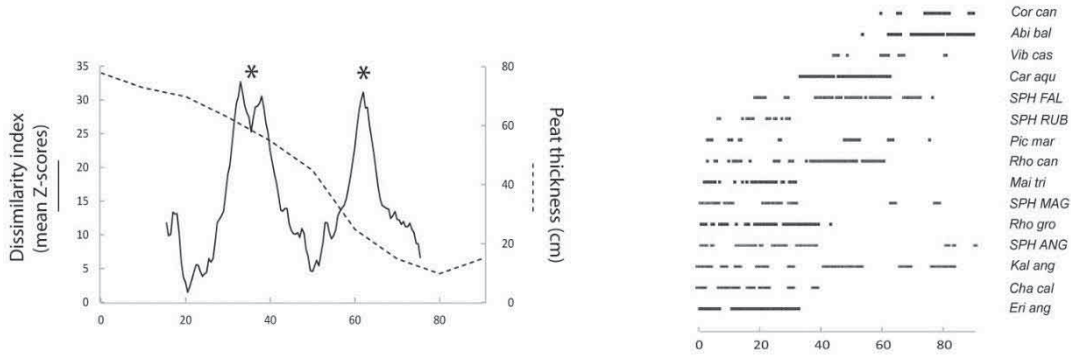 Dissimilarity index
(mean Z-scores)
35
30
25
20
15
10
5
0
* *
80
60
40
20
0
Peat thickness
(cm)
0 20 40 60 80
Cor can
Abi bal
Vib cas
Car aqu
SPH FAL
SPH RUB
Pic mar
Rho can
Mai tri
SPH MAG
Rho gro
SPH ANG
Kal ang
Cha cal
Eri ang
0 20 40 60 80